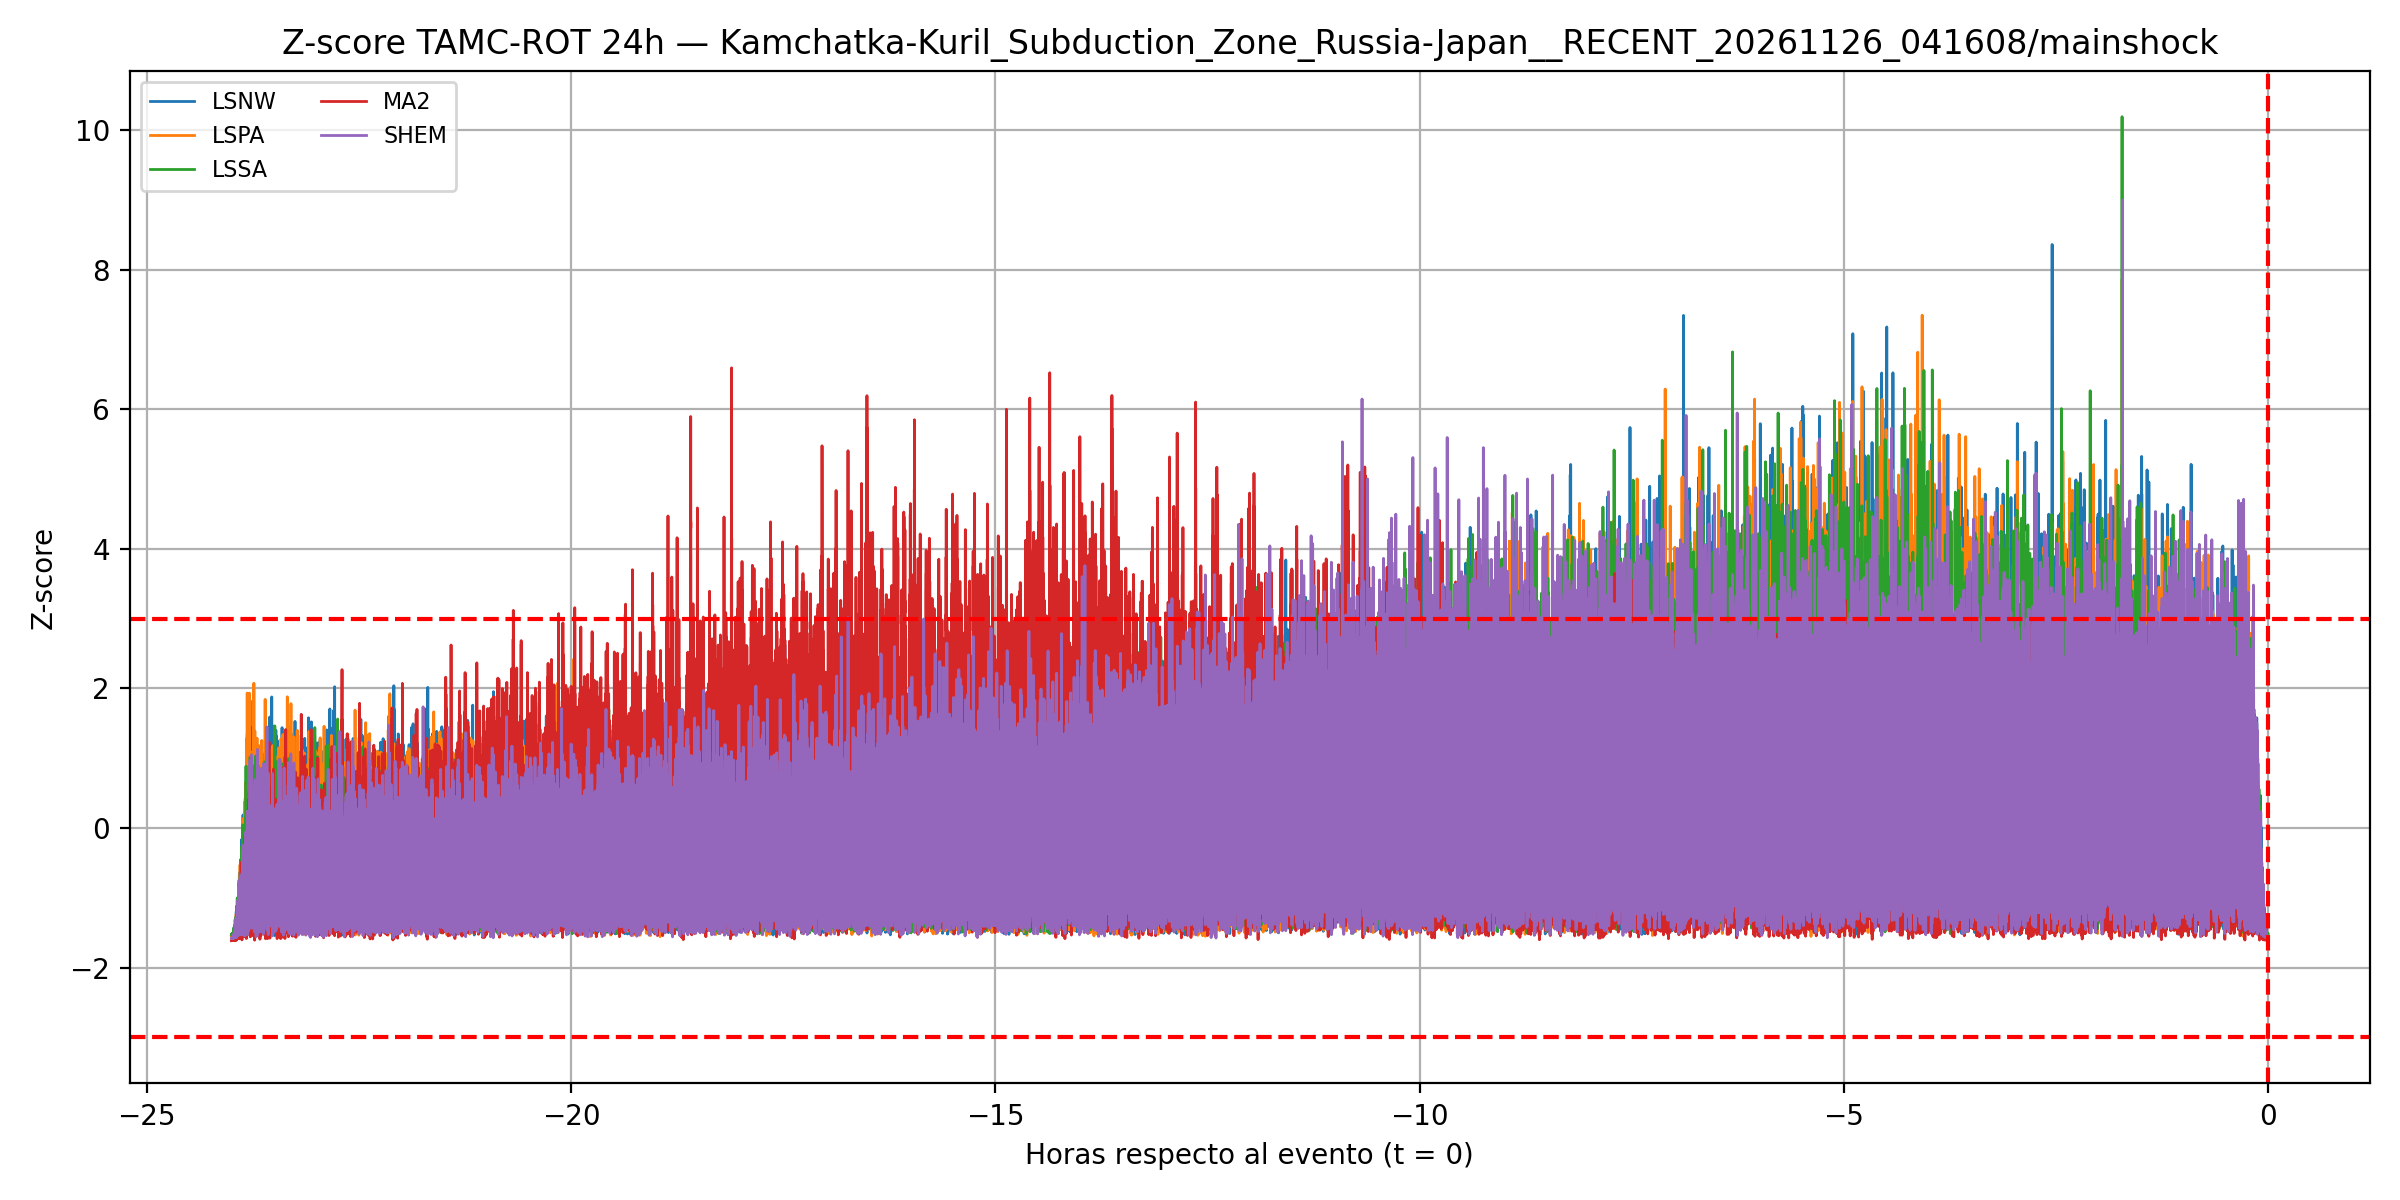 Z-score TAMC-ROT 24h — Kamchatka-Kuril_Subduction_Zone_Russia-Japan__RECENT_20261126_041608/mainshock
LSNW
LSPA
LSSA
MA2
SHEM
Z-score
10
8
6
4
2
0
−2
−25
−20
−15
−10
−5
0
Horas respecto al evento (t = 0)